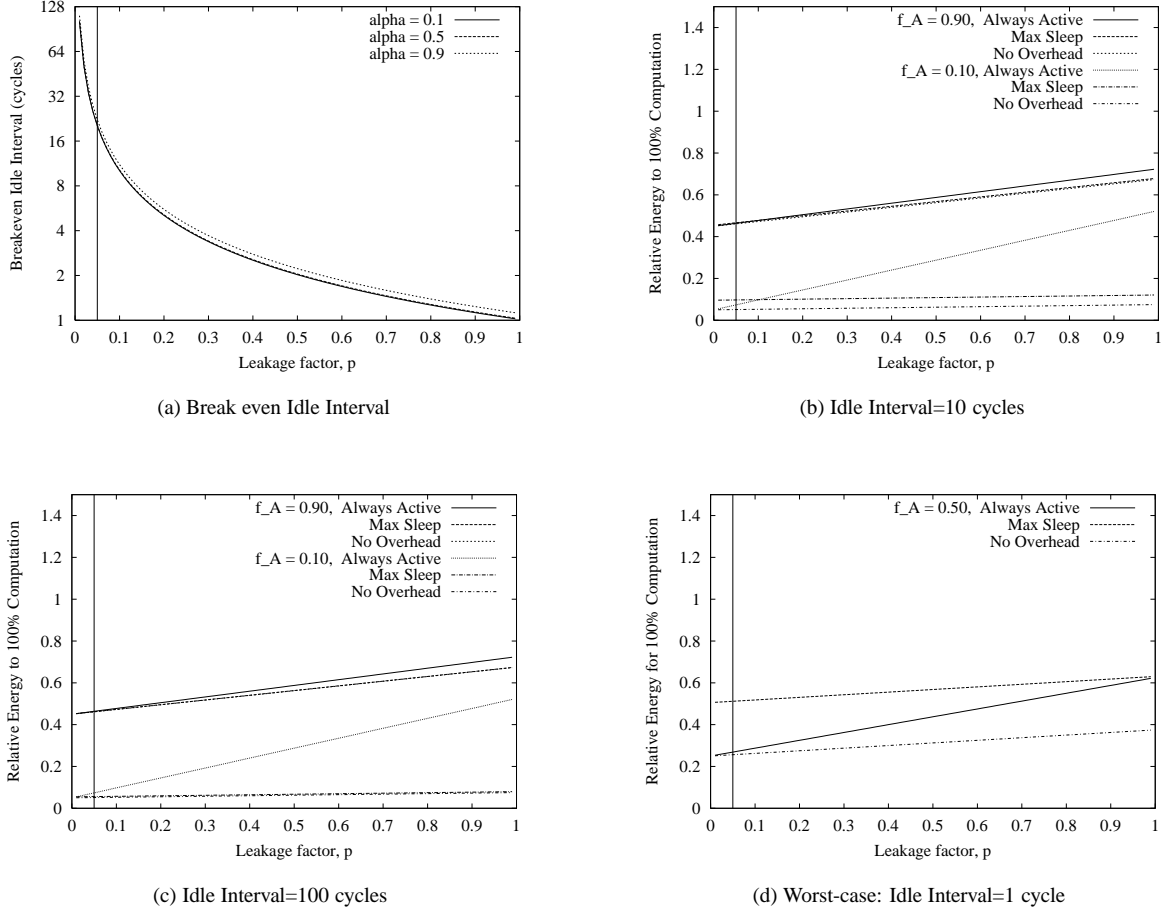 128
64
32
16
8
4
2
1
Breakeven Idle Interval (cycles)
alpha = 0.1
alpha = 0.5
alpha = 0.9
0 0.1 0.2 0.3 0.4 0.5 0.6 0.7 0.8 0.9 1
Leakage factor, p
(a) Break even Idle Interval
1.4
1.2
1
0.8
0.6
0.4
0.2
0
Relative Energy to 100% Computation
f_A = 0.90, Always Active
Max Sleep
No Overhead
f_A = 0.10, Always Active
Max Sleep
No Overhead
0 0.1 0.2 0.3 0.4 0.5 0.6 0.7 0.8 0.9 1
Leakage factor, p
(b) Idle Interval=10 cycles
1.4
1.2
1
0.8
0.6
0.4
0.2
0
Relative Energy to 100% Computation
f_A = 0.90, Always Active
Max Sleep
No Overhead
f_A = 0.10, Always Active
Max Sleep
No Overhead
0 0.1 0.2 0.3 0.4 0.5 0.6 0.7 0.8 0.9 1
Leakage factor, p
(c) Idle Interval=100 cycles
1.4
1.2
1
0.8
0.6
0.4
0.2
0
Relative Energy for 100% Computation
f_A = 0.50, Always Active
Max Sleep
No Overhead
0 0.1 0.2 0.3 0.4 0.5 0.6 0.7 0.8 0.9 1
Leakage factor, p
(d) Worst-case: Idle Interval=1 cycle